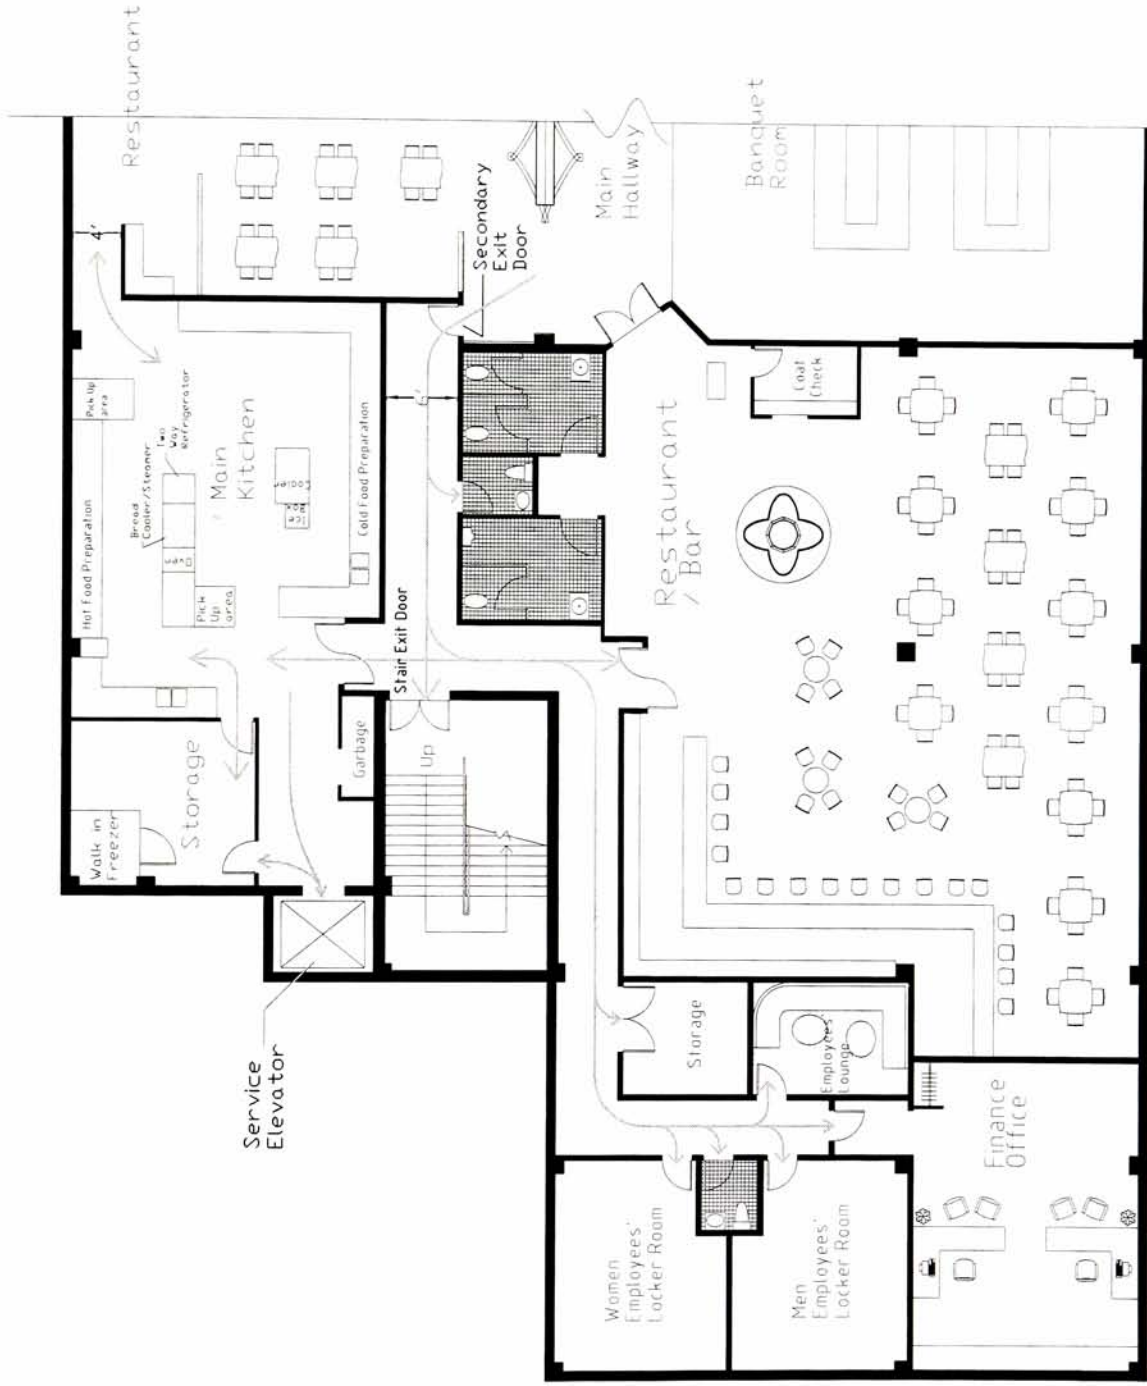 Restaurant
4'
Pick Up
area
Two
Way
Refrigerator
Bread
Cooler/Steamer
Main
Kitchen
Hot Food Preparation
Oven
Cooler
Ice
Box
Pick
Up
area
Cold Food Preparation
Secondary
Exit
Door
Main
Hallway
Banquet
Room
6'
Stair Exit Door
Coat
Check
Restaurant
/ Bar
Walk in
Freezer
Storage
Garbage
Up
Service
Elevator
Storage
Employees'
Lounge
Finance
Office
Women
Employees'
Locker Room
Men
Employees'
Locker Room